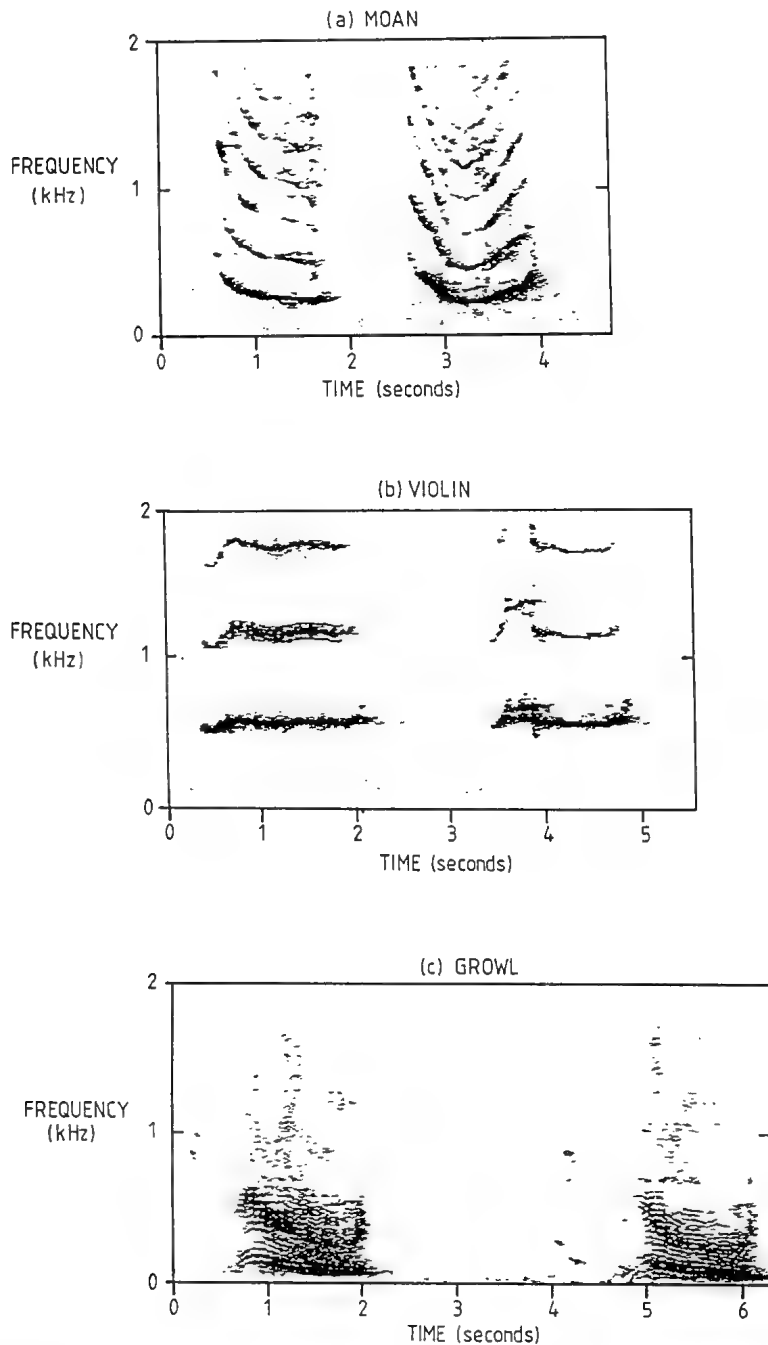 (a) MOAN
2
FREQUENCY
(kHz)
1
0
0 1 2 3 4
TIME (seconds)
(b) VIOLIN
2
FREQUENCY
(kHz)
1
0
0 1 2 3 4 5
TIME (seconds)
(c) GROWL
2
FREQUENCY
(kHz)
1
0
0 1 2 3 4 5 6
TIME (seconds)